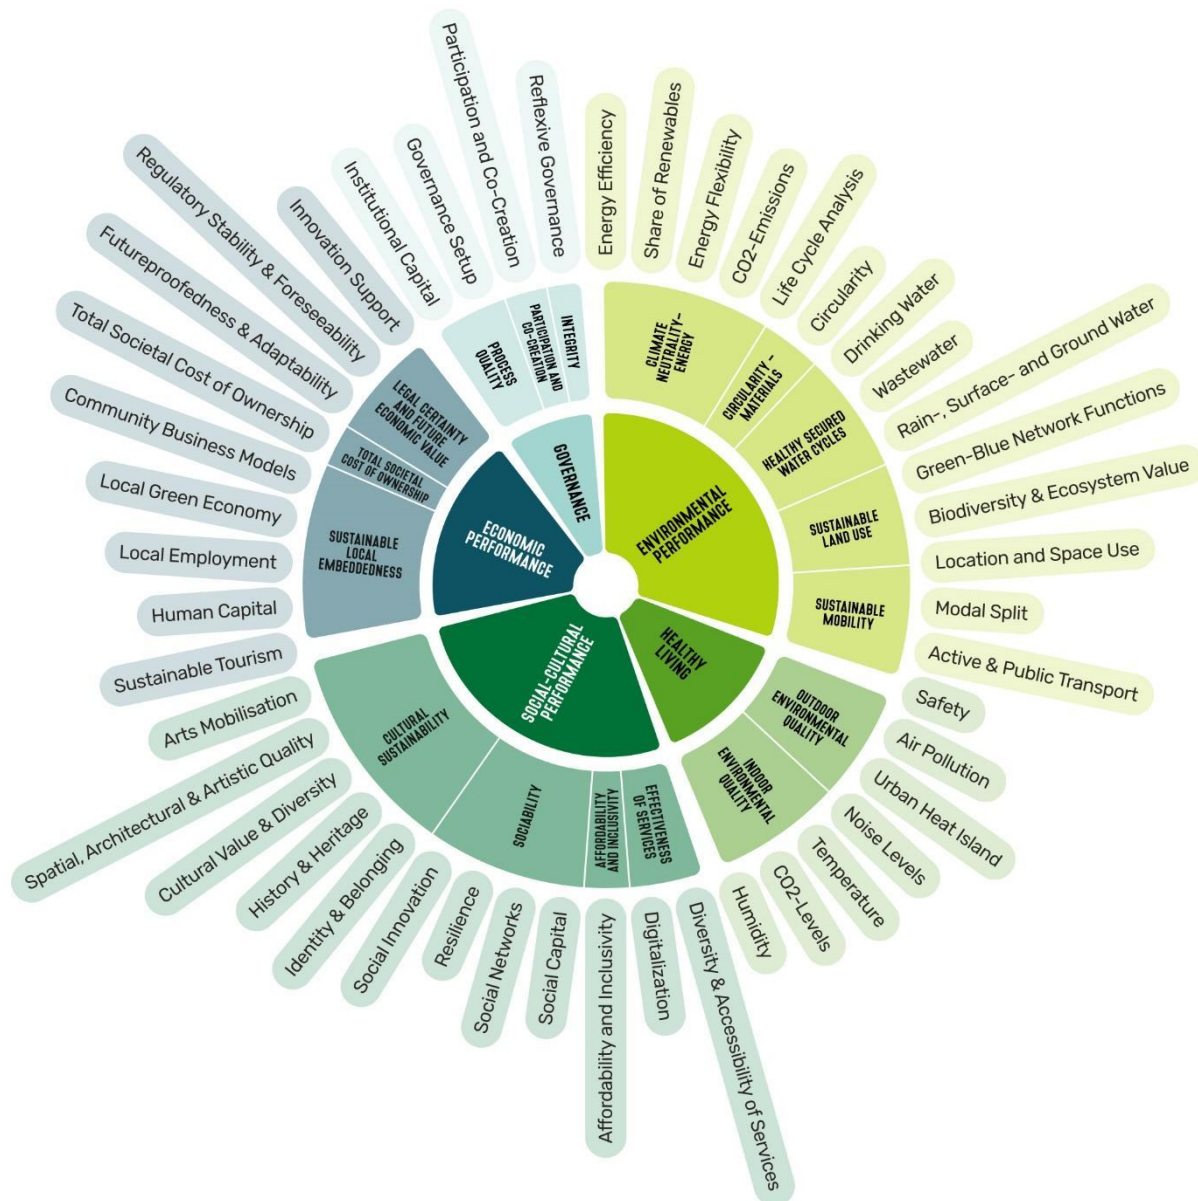 ENVIRONMENTAL
PERFORMANCE
HEALTHY
LIVING
SOCIAL-CULTURAL
PERFORMANCE
ECONOMIC
PERFORMANCE
GOVERNANCE
CLIMATE
NEUTRALITY-
ENERGY
CIRCULARITY -
MATERIALS
HEALTHY SECURED
WATER CYCLES
SUSTAINABLE
LAND USE
SUSTAINABLE
MOBILITY
OUTDOOR
ENVIRONMENTAL
QUALITY
INDOOR
ENVIRONMENTAL
QUALITY
EFFECTIVENESS
OF SERVICES
AFFORDABILITY
AND INCLUSIVITY
SOCIABILITY
CULTURAL
SUSTAINABILITY
SUSTAINABLE
LOCAL
EMBEDDEDNESS
TOTAL SOCIETAL
COST OF OWNERSHIP
LEGAL CERTAINTY
AND FUTURE
ECONOMIC VALUE
PROCESS
QUALITY
PARTICIPATION AND
CO-CREATION
INTEGRITY
Energy Efficiency
Share of Renewables
Energy Flexibility
CO2-Emissions
Life Cycle Analysis
Circularity
Drinking Water
Wastewater
Rain-, Surface- and Ground Water
Green-Blue Network Functions
Biodiversity & Ecosystem Value
Location and Space Use
Modal Split
Active & Public Transport
Safety
Air Pollution
Urban Heat Island
Noise Levels
Temperature
CO2-Levels
Humidity
Diversity & Accessibility of Services
Digitalization
Affordability and Inclusivity
Social Capital
Social Networks
Resilience
Social Innovation
Identity & Belonging
History & Heritage
Cultural Value & Diversity
Spatial, Architectural & Artistic Quality
Arts Mobilisation
Sustainable Tourism
Human Capital
Local Employment
Local Green Economy
Community Business Models
Total Societal Cost of Ownership
Futureproofedness & Adaptability
Regulatory Stability & Foreseeability
Innovation Support
Institutional Capital
Governance Setup
Participation and Co-Creation
Reflexive Governance